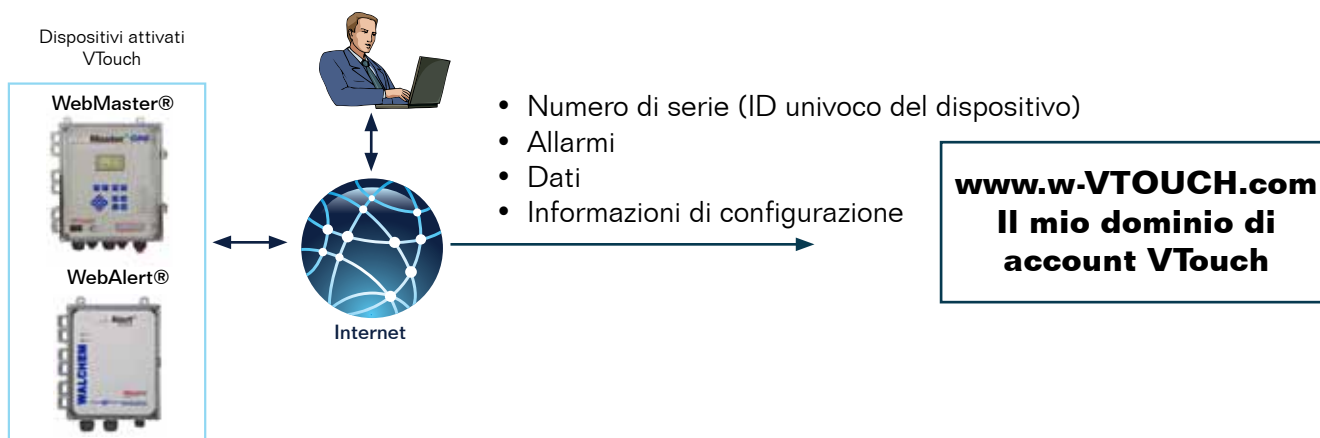 Dispositivi attivati
VTouch
WebMaster®
WebAlert®
WALCHEM
Internet
• Numero di serie (ID univoco del dispositivo)
• Allarmi
• Dati
• Informazioni di configurazione
www.w-VTOUCH.com
Il mio dominio di
account VTouch